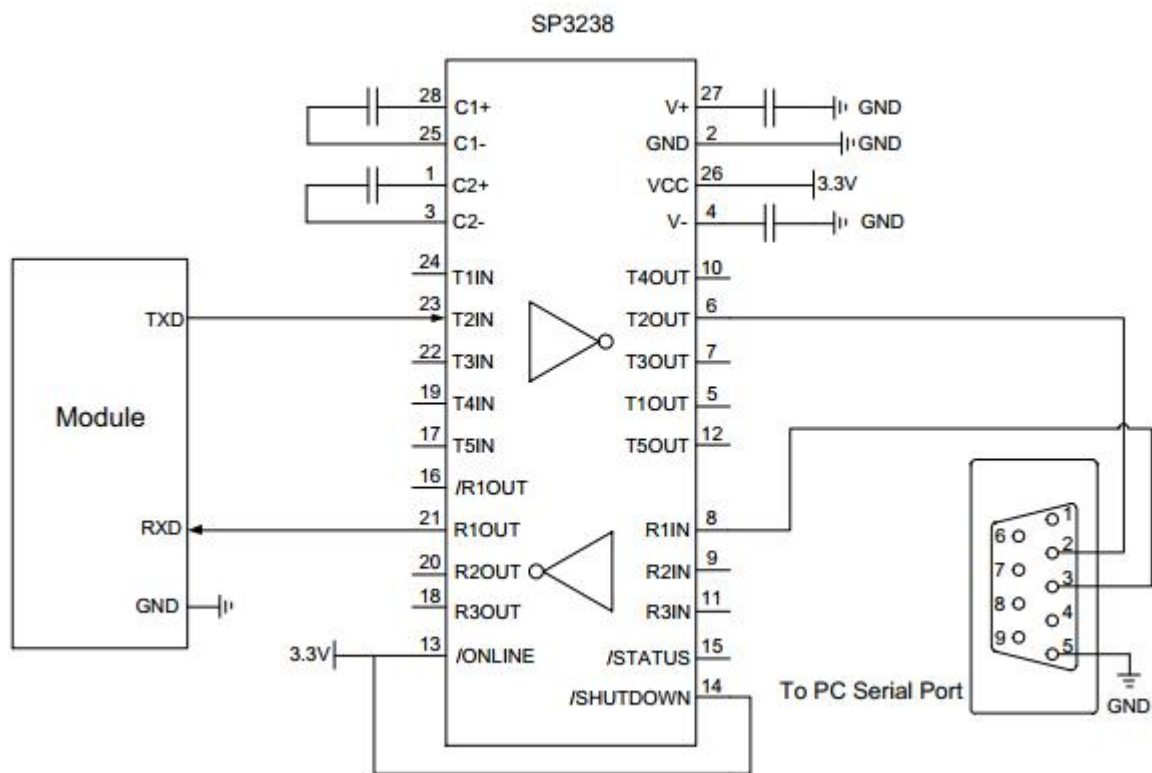 SP3238
28 C1+
25 C1-
1 C2+
3 C2-
24 T1IN
23 T2IN
22 T3IN
19 T4IN
17 T5IN
16 /R1OUT
21 R1OUT
20 R2OUT
18 R3OUT
3.3V 13 /ONLINE
V+ 27 GND
GND 2 GND
VCC 26 3.3V
V- 4 GND
T4OUT 10
T2OUT 6
T3OUT 7
T1OUT 5
T5OUT 12
R1IN 8
R2IN 9
R3IN 11
/STATUS 15
/SHUTDOWN 14
TXD
Module
RXD
GND
1
6
2
7
3
8
4
9
5
To PC Serial Port
GND